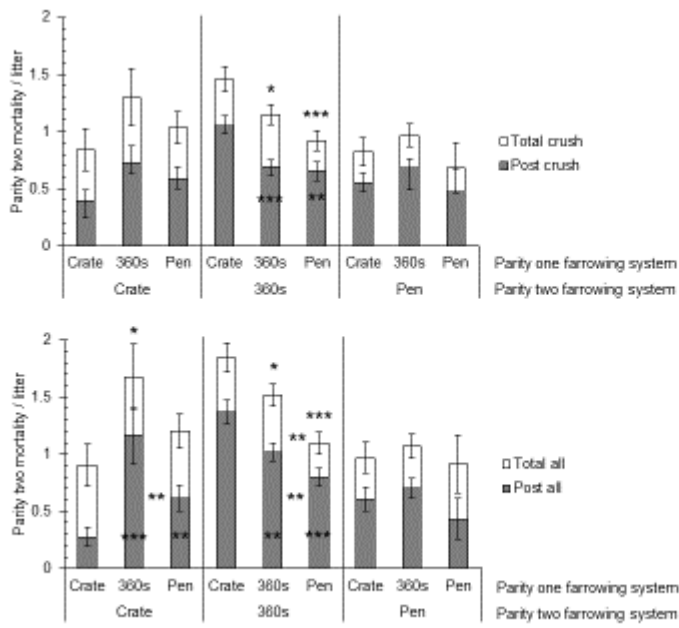 2
1.5
1
0.5
0
Parity two mortality / litter
*
***
***
**
Total crush
Post crush
Crate 360s Pen Crate 360s Pen Crate 360s Pen Parity one farrowing system
Crate 360s Pen Parity two farrowing system
2
1.5
1
0.5
0
Parity two mortality / litter
*
*
***
**
**
**
***
**
**
***
Total all
Post all
Crate 360s Pen Crate 360s Pen Crate 360s Pen Parity one farrowing system
Crate 360s Pen Parity two farrowing system